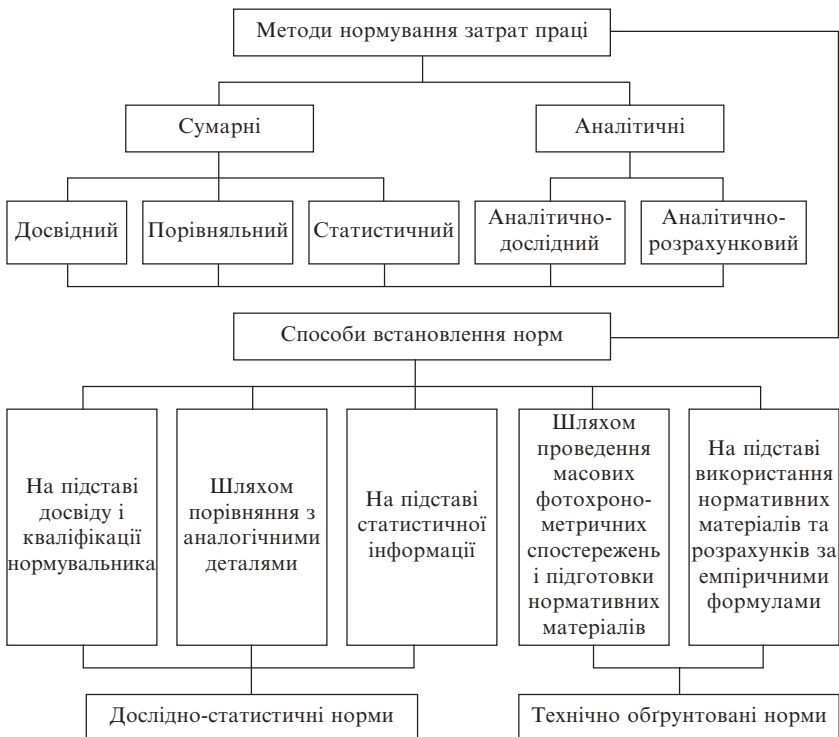 Методи нормування затрат праці
Сумарні
Аналітичні
Досвідний
Порівняльний
Статистичний
Аналітично-
дослідний
Аналітично-
розрахунковий
Способи встановлення норм
На підставі
досвіду і
кваліфікації
нормувальника
Шляхом
порівняння з
аналогічними
деталями
На підставі
статистичної
інформації
Шляхом
проведення
масових
фотохроно-
метричних
спостережень
і підготовки
нормативних
матеріалів
На підставі
використання
нормативних
матеріалів та
розрахунків за
емпіричними
формулами
Дослідно-статистичні норми
Технічно обґрунтовані норми